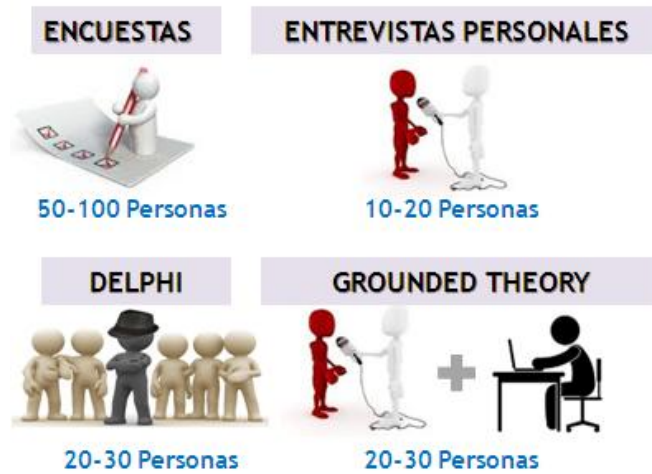 ENCUESTAS
ENTREVISTAS PERSONALES
50-100 Personas
10-20 Personas
DELPHI
GROUNDED THEORY
20-30 Personas
20-30 Personas